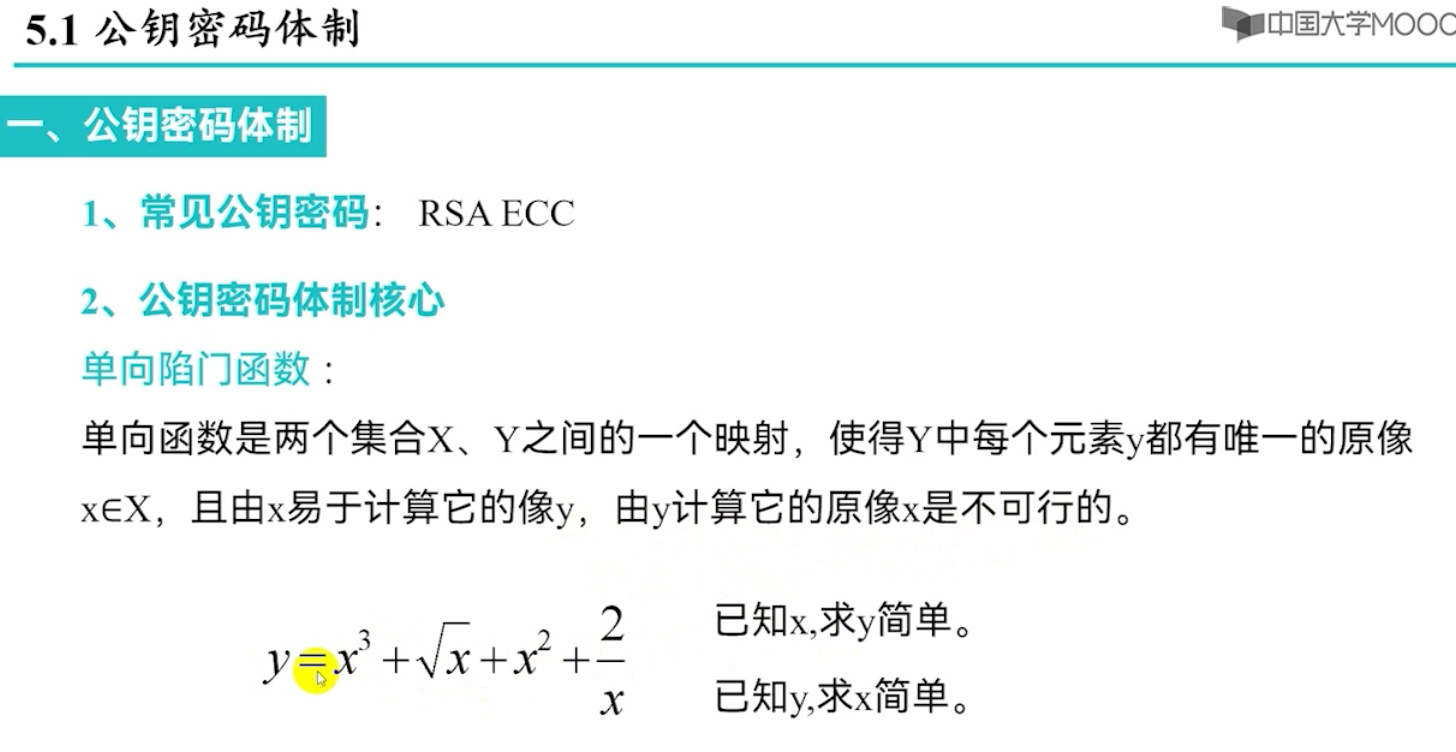 5.1 公钥密码体制
中国大学MOOC
一、公钥密码体制
1、常见公钥密码： RSA ECC
2、公钥密码体制核心
单向陷门函数：
单向函数是两个集合X、Y之间的一个映射，使得Y中每个元素y都有唯一的原像
x∈X，且由x易于计算它的像y，由y计算它的原像x是不可行的。
y=x³+√x+x²+2/x
已知x,求y简单。
已知y,求x简单。